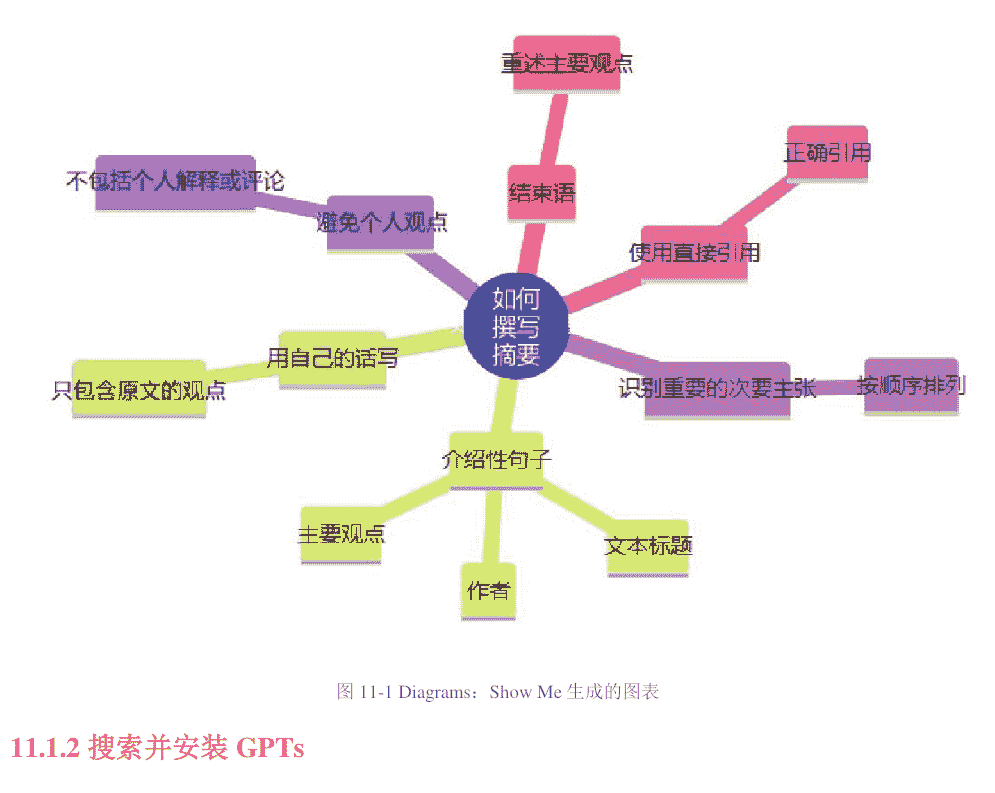 重述主要观点
正确引用
不包括个人解释或评论
结束语
避免个人观点
使用直接引用
如何
撰写
摘要
用自己的话写
只包含原文的观点
识别重要的次要主张
按顺序排列
介绍性句子
主要观点
文本标题
作者
图 11-1 Diagrams：Show Me 生成的图表
11.1.2 搜索并安装 GPTs